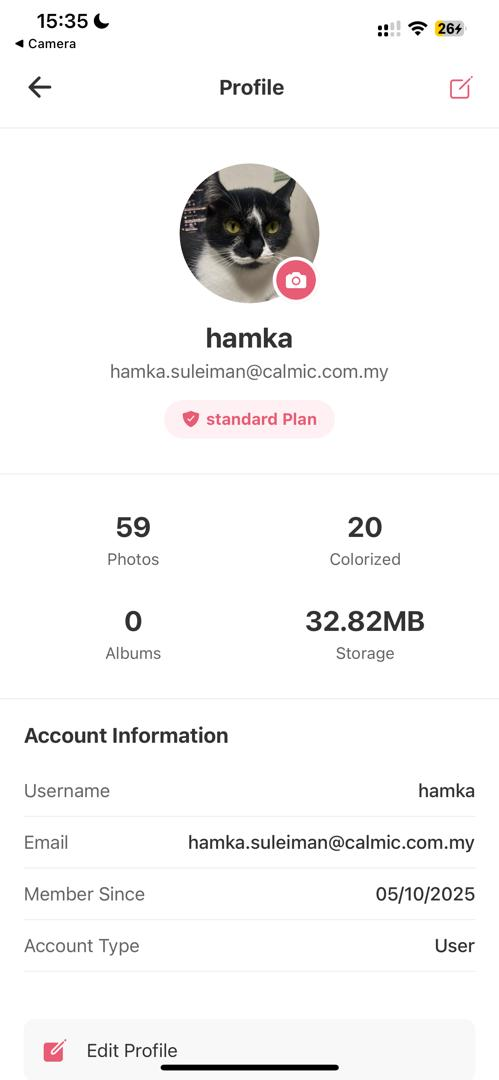 15:35
◀ Camera
26
Profile
hamka
hamka.suleiman@calmic.com.my
standard Plan
59
Photos
20
Colorized
0
Albums
32.82MB
Storage
Account Information
Username hamka
Email hamka.suleiman@calmic.com.my
Member Since 05/10/2025
Account Type User
Edit Profile